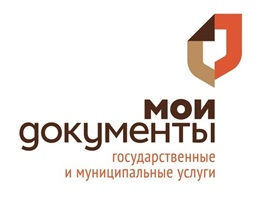 мои
документы
государственные
и муниципальные услуги